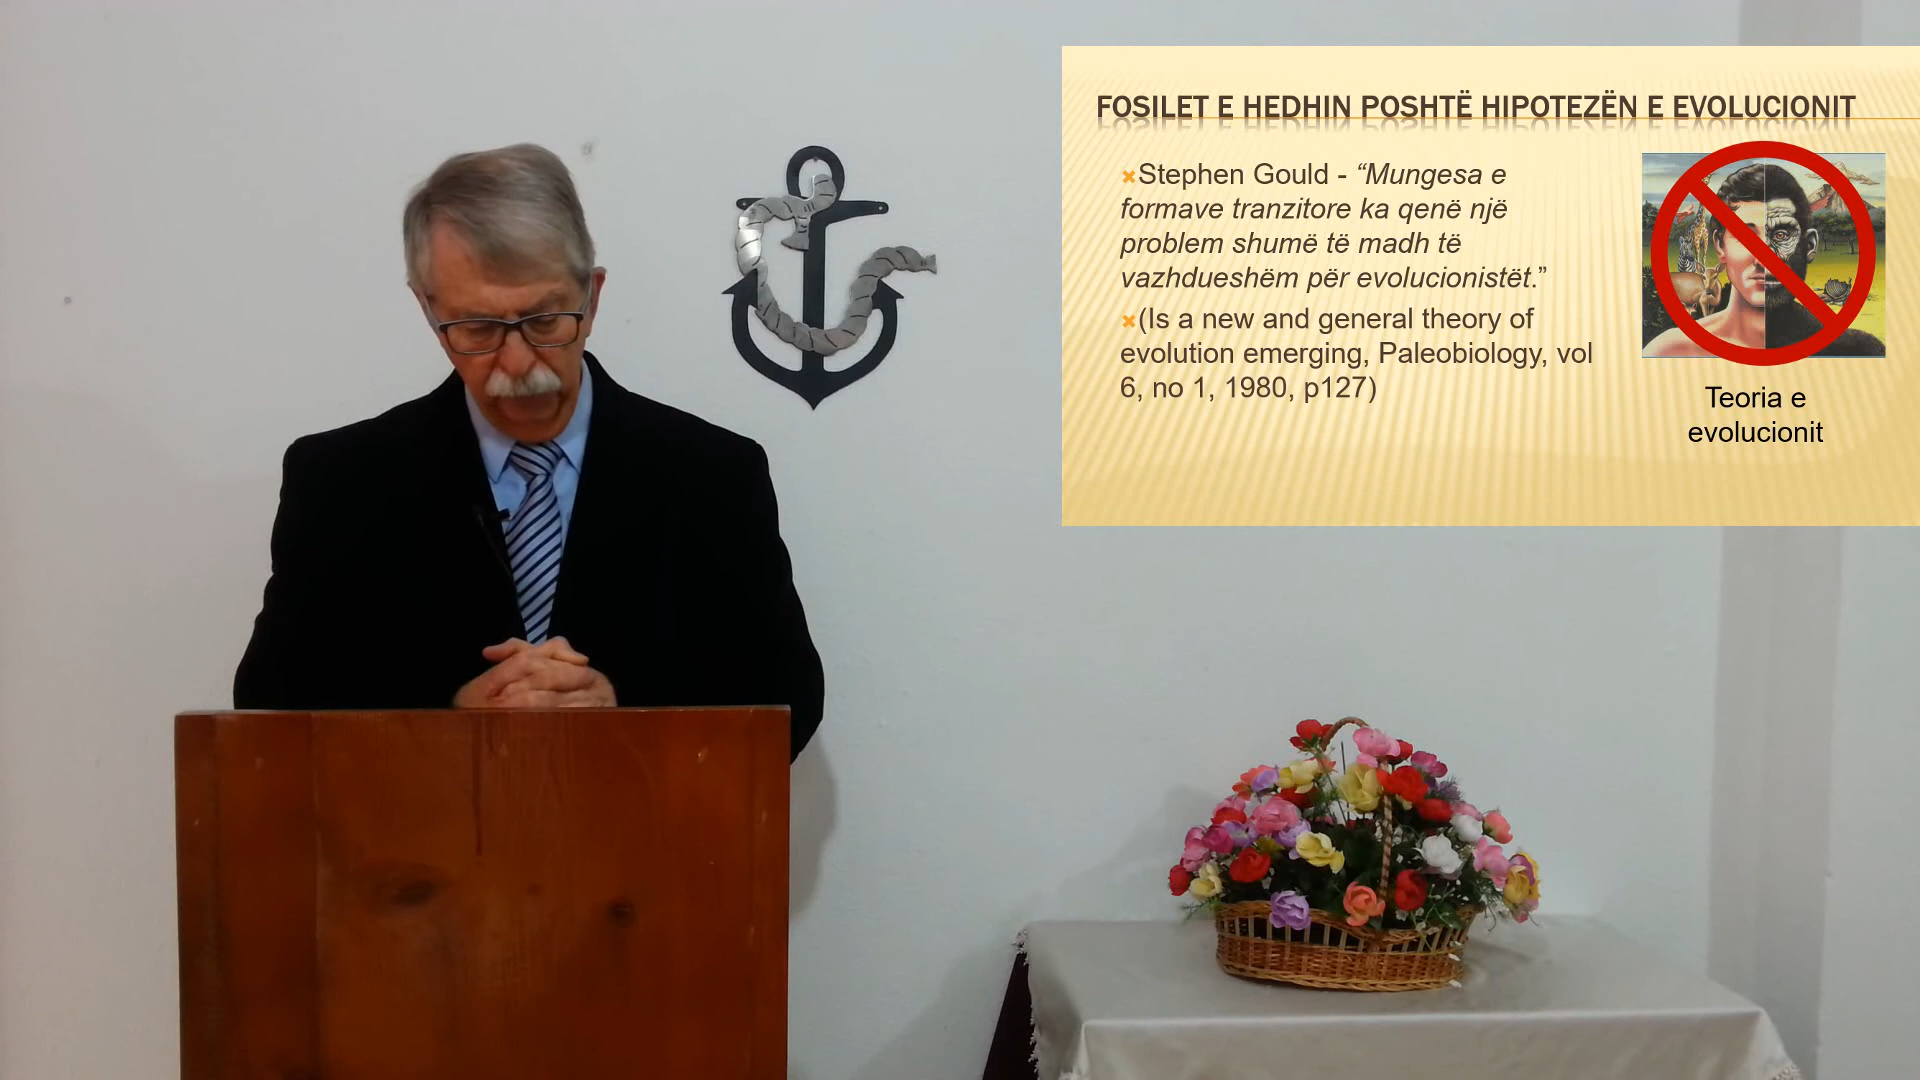 FOSILET E HEDHIN POSHTË HIPOTEZËN E EVOLUCIONIT
Stephen Gould - “Mungesa e
formave tranzitore ka qenë një
problem shumë të madh të
vazhdueshëm për evolucionistët.”
(Is a new and general theory of
evolution emerging, Paleobiology, vol
6, no 1, 1980, p127)
Teoria e
evolucionit